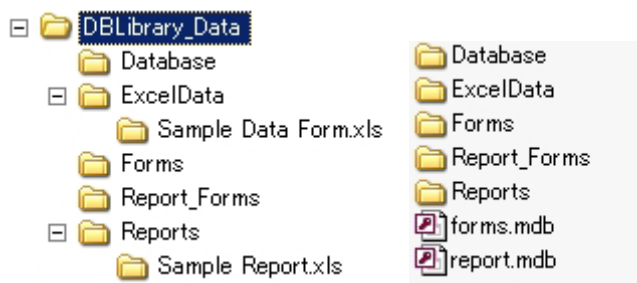 DBLibrary_Data
Database
ExcelData
Sample Data Form.xls
Forms
Report_Forms
Reports
Sample Report.xls
Database
ExcelData
Forms
Report_Forms
Reports
forms.mdb
report.mdb